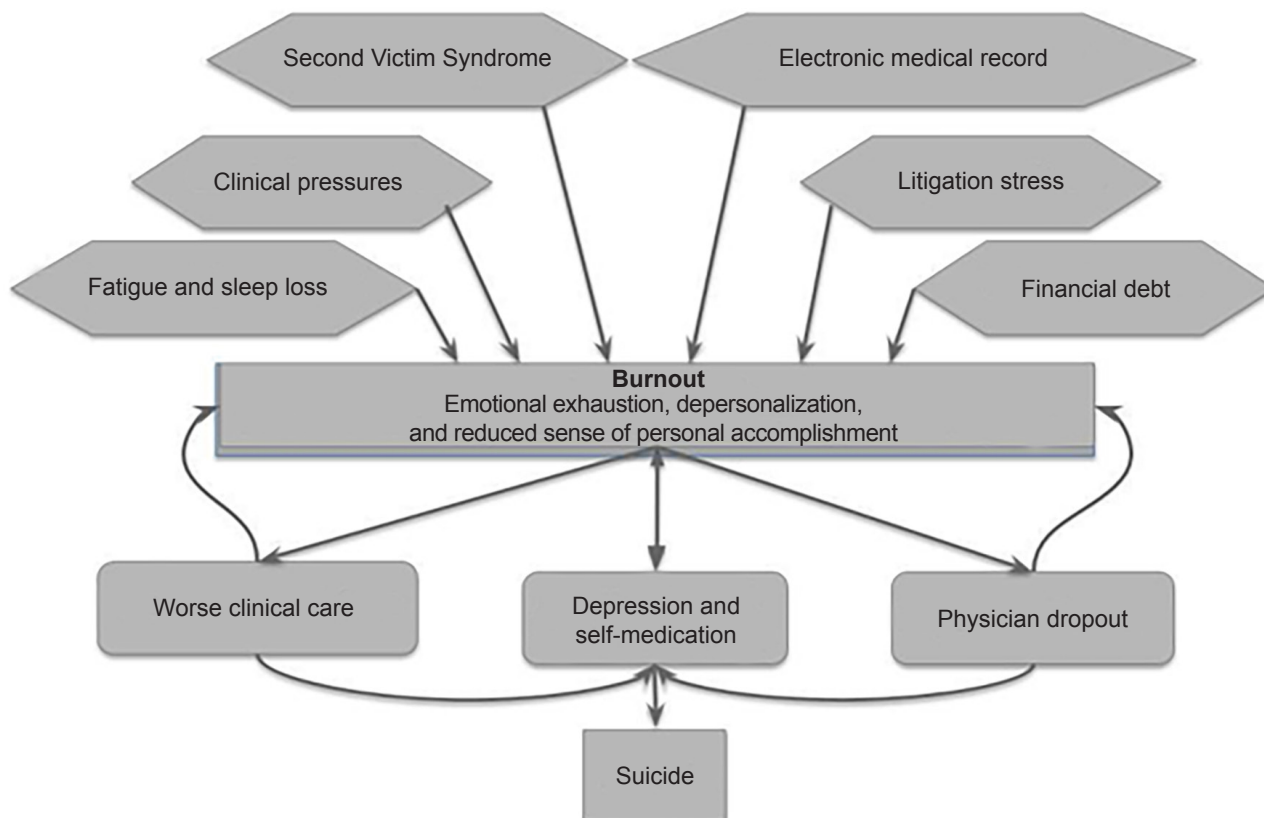 Second Victim Syndrome
Electronic medical record
Clinical pressures
Litigation stress
Fatigue and sleep loss
Financial debt
Burnout
Emotional exhaustion, depersonalization,
and reduced sense of personal accomplishment
Worse clinical care
Depression and
self-medication
Physician dropout
Suicide